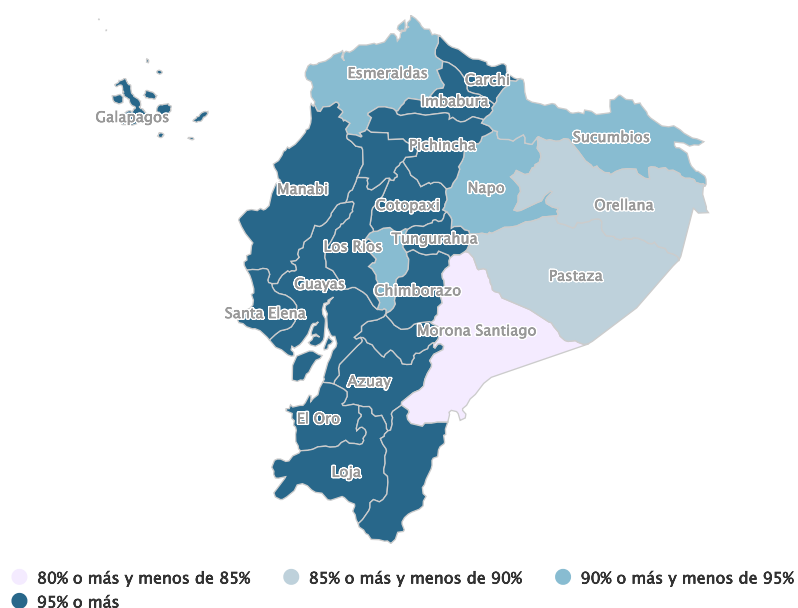 Esmeraldas
Carchi
Imbabura
Galapagos
Sucumbios
Pichincha
Napo
Manabi
Cotopaxi
Orellana
Los Ríos
Tungurahua
Pastaza
Guayas
Chimborazo
Santa Elena
Morona Santiago
Azuay
El Oro
Loja
80% o más y menos de 85%
85% o más y menos de 90%
90% o más y menos de 95%
95% o más